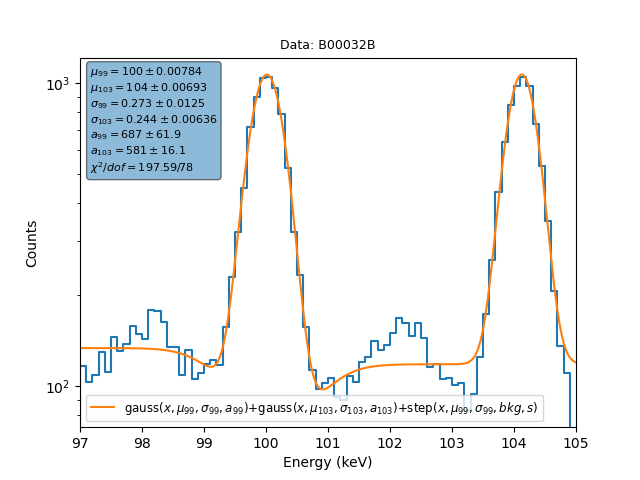 Data: B00032B
μ₉₉ = 100 ± 0.00784
μ₁₀₃ = 104 ± 0.00693
σ₉₉ = 0.273 ± 0.0125
σ₁₀₃ = 0.244 ± 0.00636
a₉₉ = 687 ± 61.9
a₁₀₃ = 581 ± 16.1
χ²/dof = 197.59/78
10³
10²
Counts
gauss(x, μ₉₉, σ₉₉, a₉₉)+gauss(x, μ₁₀₃, σ₁₀₃, a₁₀₃)+step(x, μ₉₉, σ₉₉, bkg, s)
97 98 99 100 101 102 103 104 105
Energy (keV)